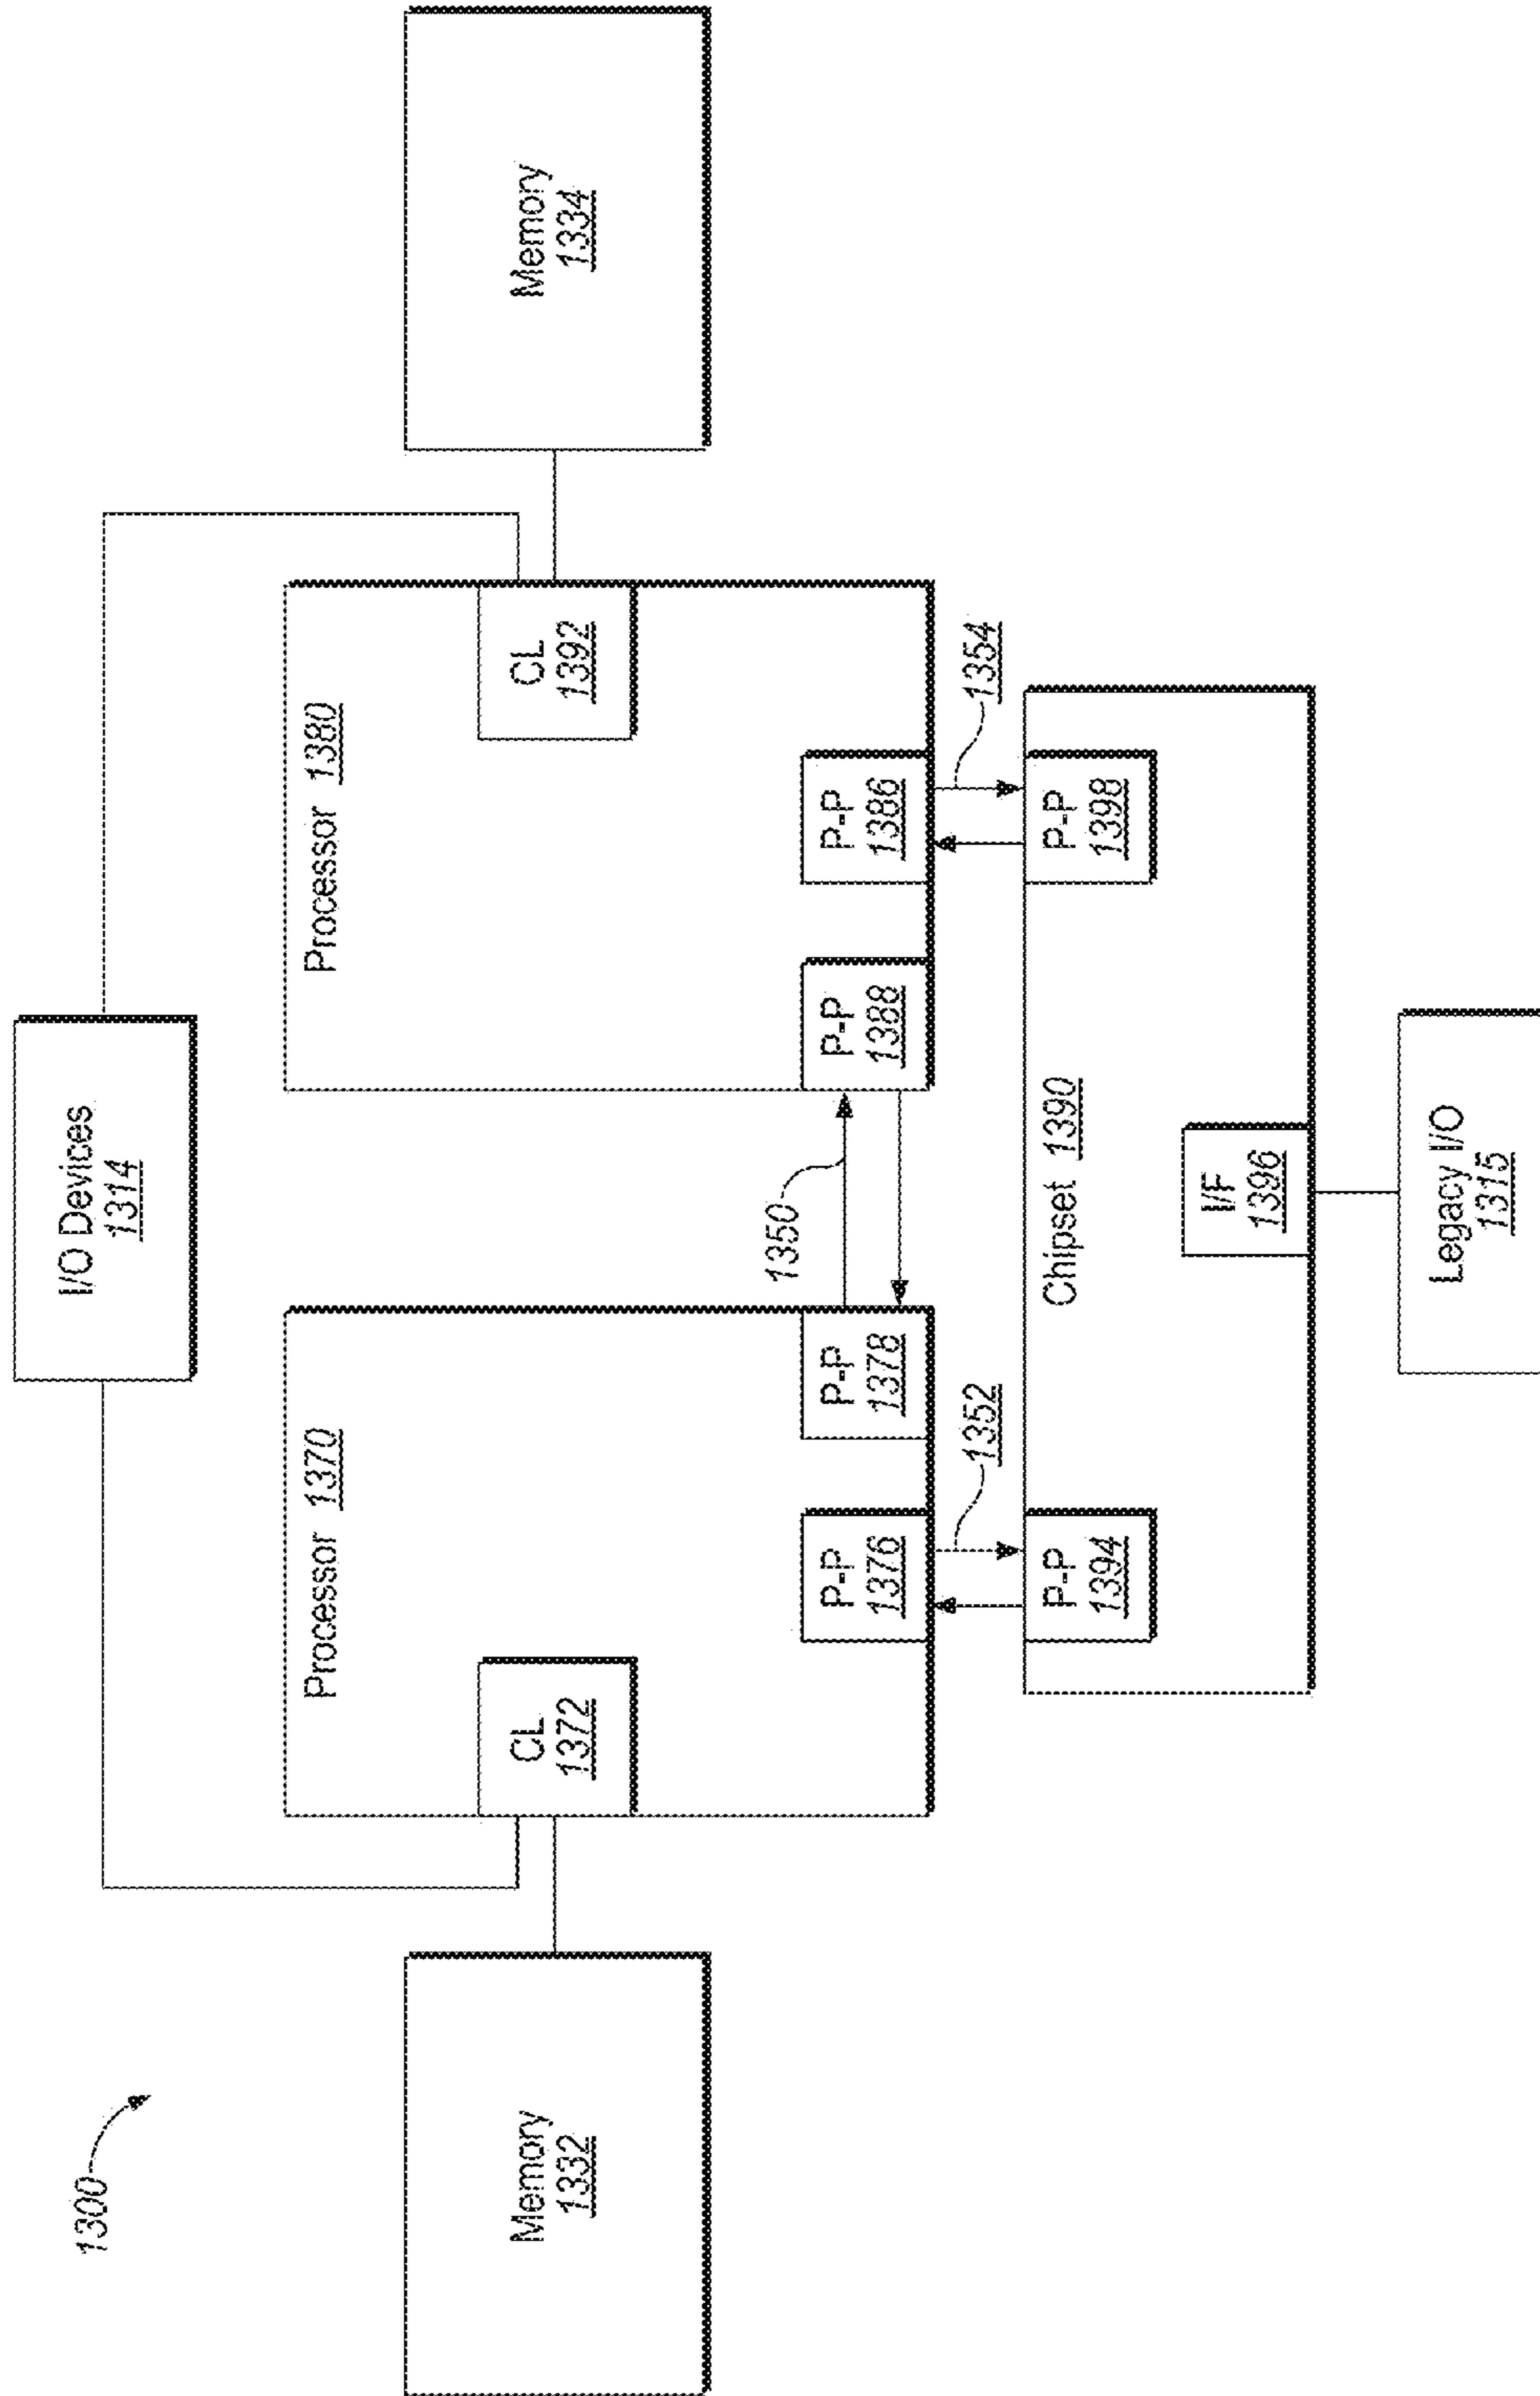 1300
I/O Devices
1314
Memory
1332
CL
1372
Processor 1370
P-P
1376
P-P
1378
1350
Processor 1380
CL
1392
P-P
1388
P-P
1386
Memory
1334
1352
1354
P-P
1394
Chipset 1390
P-P
1398
I/F
1396
Legacy I/O
1315